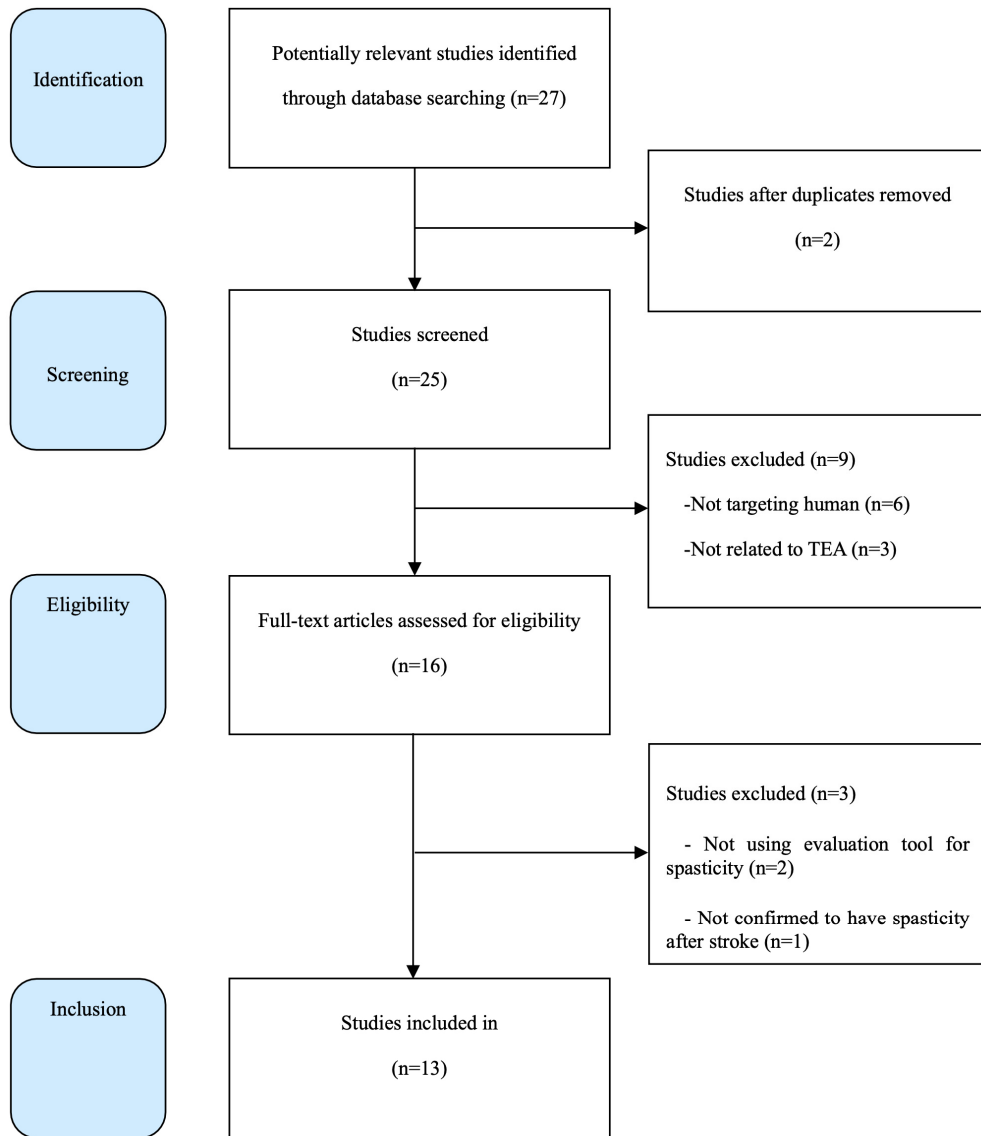 Identification
Potentially relevant studies identified
through database searching (n=27)
Studies after duplicates removed
(n=2)
Screening
Studies screened
(n=25)
Studies excluded (n=9)
-Not targeting human (n=6)
-Not related to TEA (n=3)
Eligibility
Full-text articles assessed for eligibility
(n=16)
Studies excluded (n=3)
- Not using evaluation tool for
spasticity (n=2)
- Not confirmed to have spasticity
after stroke (n=1)
Inclusion
Studies included in
(n=13)